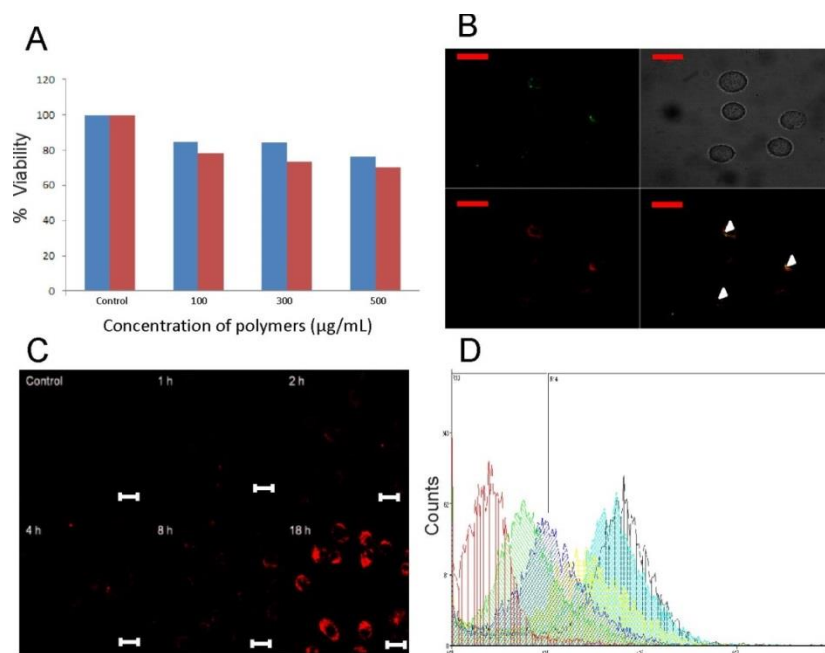 A
120
100
80
60
40
20
0
% Viability
Control 100 300 500
Concentration of polymers (µg/mL)
B
C
Control 1 h 2 h
4 h 8 h 18 h
D
Counts